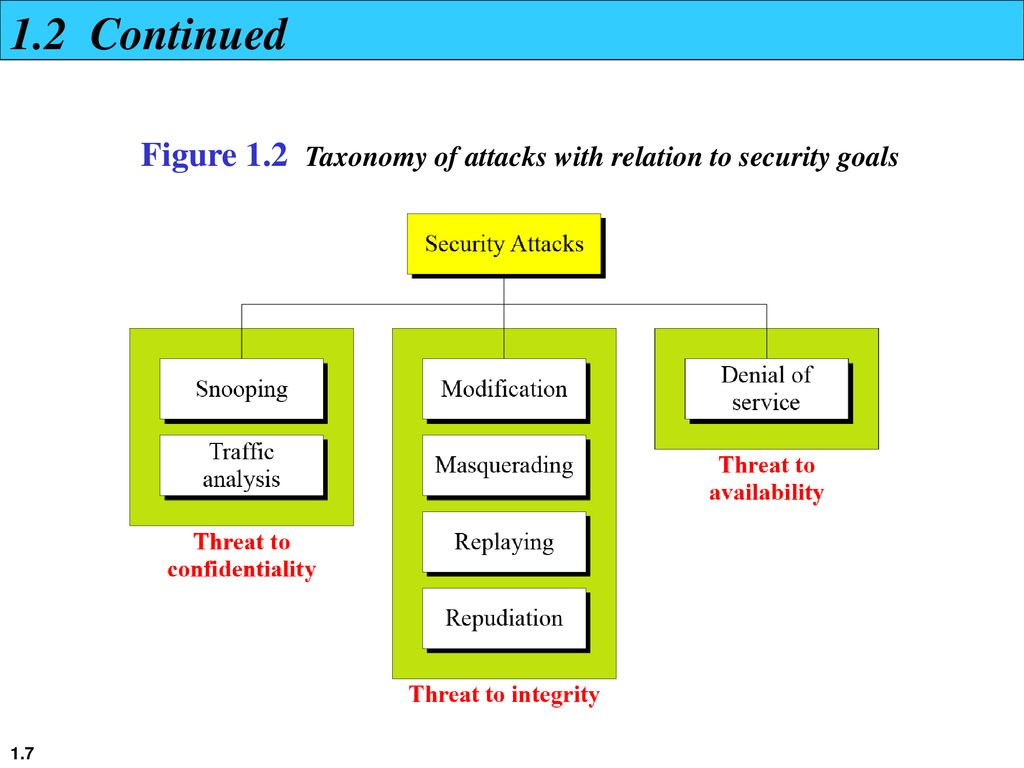 1.2 Continued
Figure 1.2 Taxonomy of attacks with relation to security goals
Security Attacks
Snooping
Traffic
analysis
Threat to
confidentiality
Modification
Masquerading
Replaying
Repudiation
Threat to integrity
Denial of
service
Threat to
availability
1.7